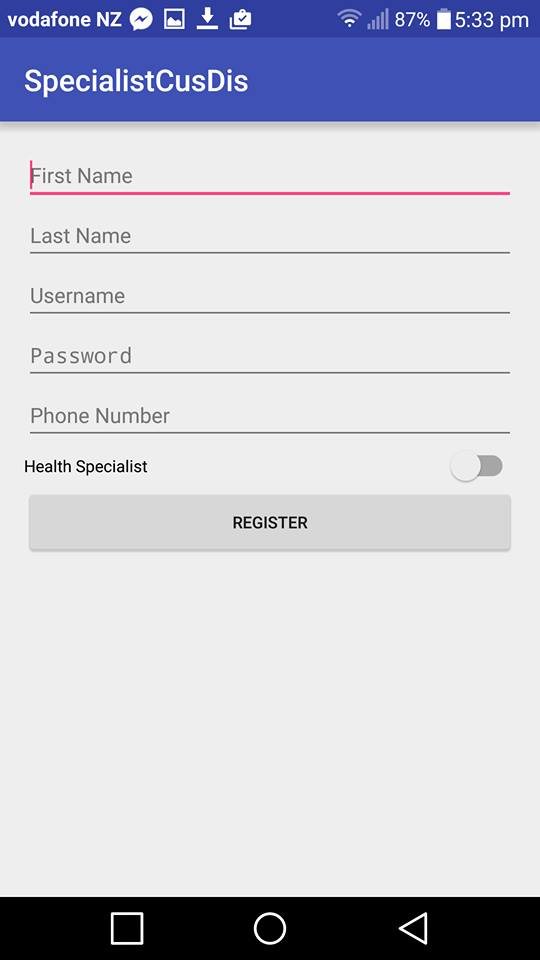 vodafone NZ 87% 5:33 pm
SpecialistCusDis
First Name
Last Name
Username
Password
Phone Number
Health Specialist
REGISTER